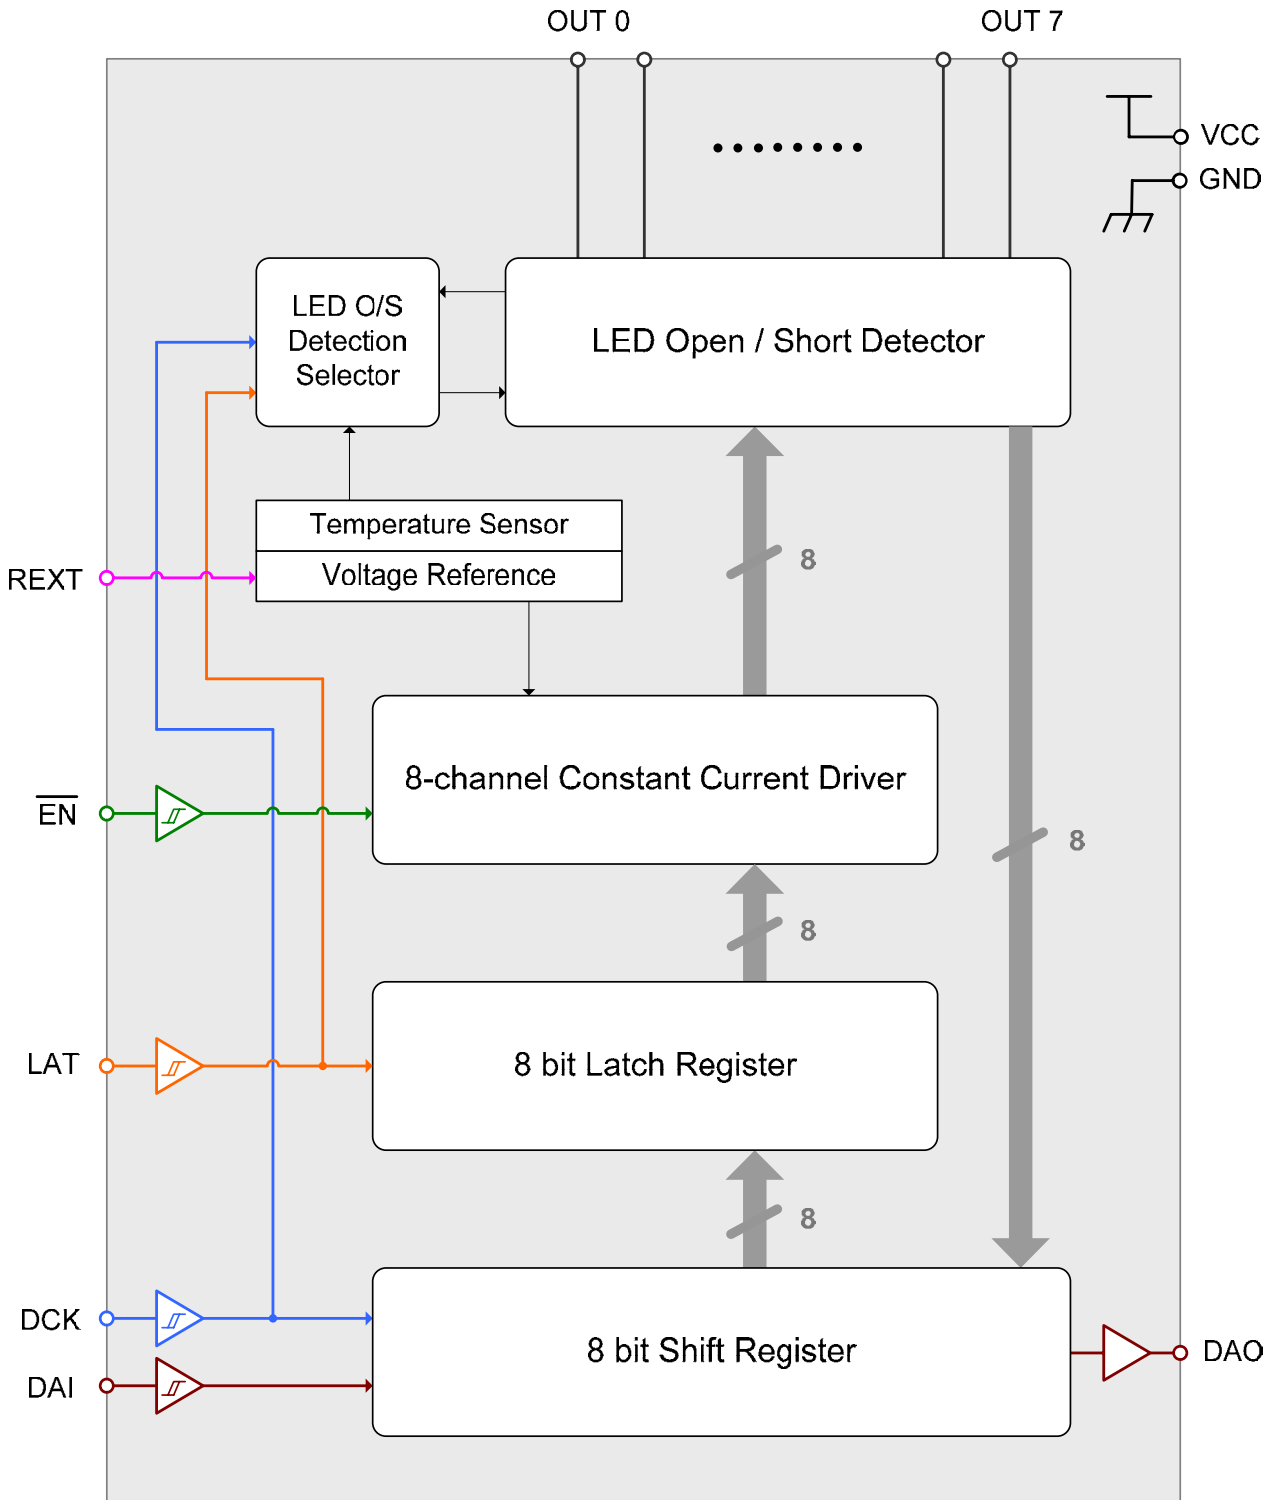 OUT 0
OUT 7
VCC
GND
LED O/S
Detection
Selector
LED Open / Short Detector
Temperature Sensor
Voltage Reference
REXT
8
8-channel Constant Current Driver
EN
8
8
8 bit Latch Register
LAT
8
8 bit Shift Register
DCK
DAI
DAO